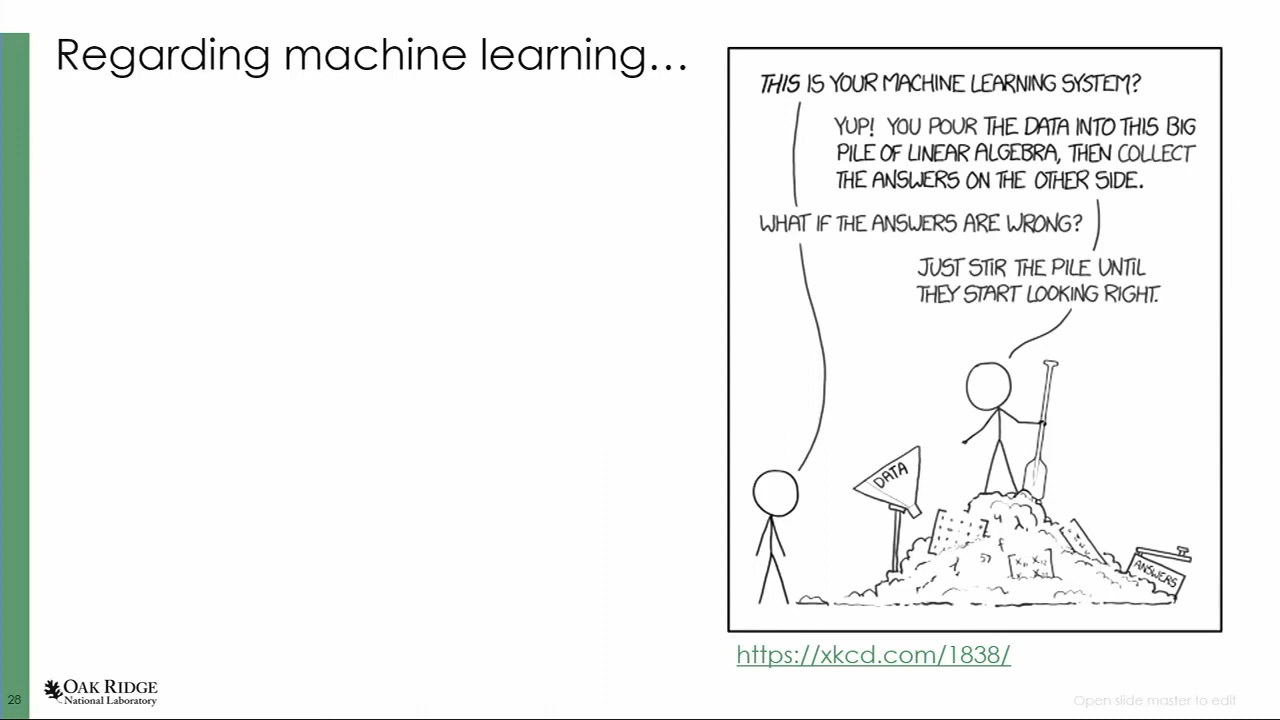 Regarding machine learning...
THIS IS YOUR MACHINE LEARNING SYSTEM?
YUP! YOU POUR THE DATA INTO THIS BIG
PILE OF LINEAR ALGEBRA, THEN COLLECT
THE ANSWERS ON THE OTHER SIDE.
WHAT IF THE ANSWERS ARE WRONG?
JUST STIR THE PILE UNTIL
THEY START LOOKING RIGHT.
DATA
ANSWERS
https://xkcd.com/1838/
28
OAK RIDGE
National Laboratory
Open slide master to edit